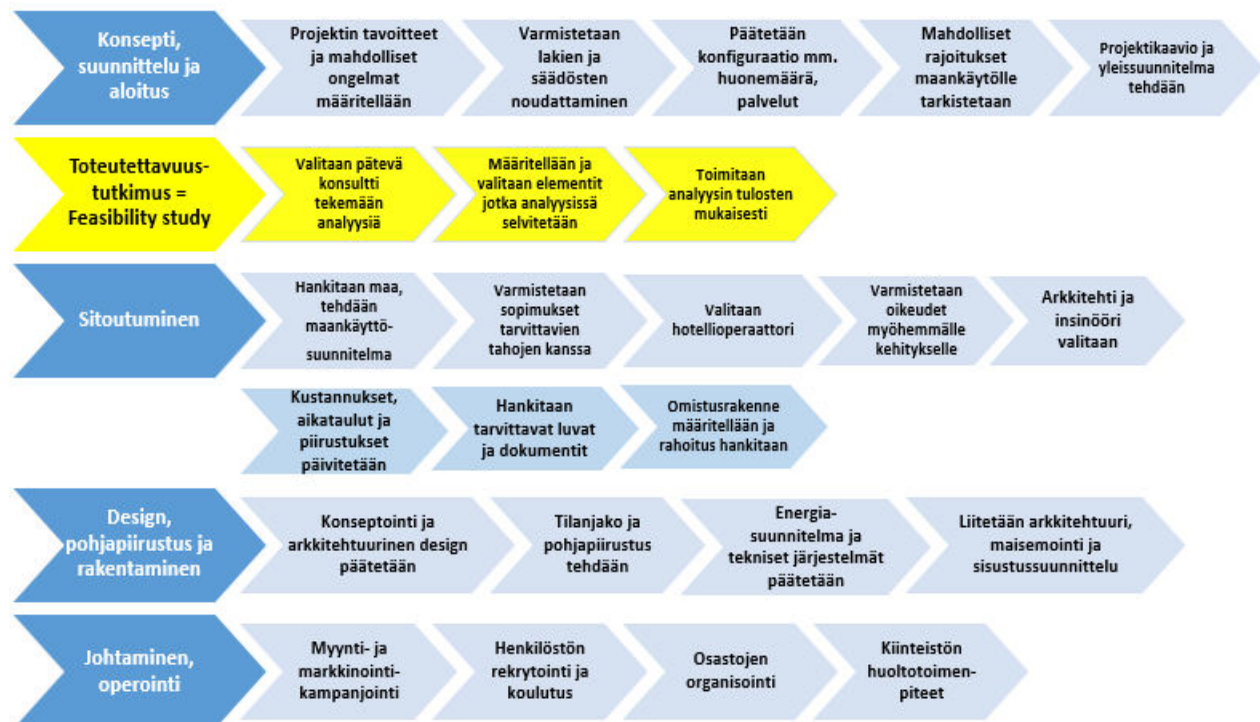 Konsepti,
suunnittelu ja
aloitus
Projektin tavoitteet
ja mahdolliset
ongelmat
määritellään
Varmistetaan
lakien ja
säädösten
noudattaminen
Päätetään
konfiguraatio mm.
huonemäärä,
palvelut
Mahdolliset
rajoitukset
maankäytölle
tarkistetaan
Projektikaavio ja
yleissuunnitelma
tehdään
Toteutettavuus-
tutkimus =
Feasibility study
Valitaan pätevä
konsultti
tekemään
analyysiä
Määritellään ja
valitaan elementit
jotka analyysissä
selvitetään
Toimitaan
analyysin tulosten
mukaisesti
Sitoutuminen
Hankitaan maa,
tehdään
maankäyttö-
suunnitelma
Varmistetaan
sopimukset
tarvittavien
tahojen kanssa
Valitaan
hotellioperaattori
Varmistetaan
oikeudet
myöhemmälle
kehitykselle
Arkkitehti ja
insinööri
valitaan
Kustannukset,
aikataulut ja
piirustukset
päivitetään
Hankitaan
tarvittavat luvat
ja dokumentit
Omistusrakenne
määritellään ja
rahoitus hankitaan
Design,
pohjapiirustus ja
rakentaminen
Konseptointi ja
arkkitehtuurinen design
päätetään
Tilanjako ja
pohjapiirustus
tehdään
Energia-
suunnitelma ja
tekniset järjestelmät
päätetään
Liitetään arkkitehtuuri,
maisemointi ja
sisustussuunnittelu
Johtaminen,
operointi
Myynti- ja
markkinointi-
kampanjointi
Henkilöstön
rekrytointi ja
koulutus
Osastojen
organisointi
Kiinteistön
huoltotoimen-
piteet